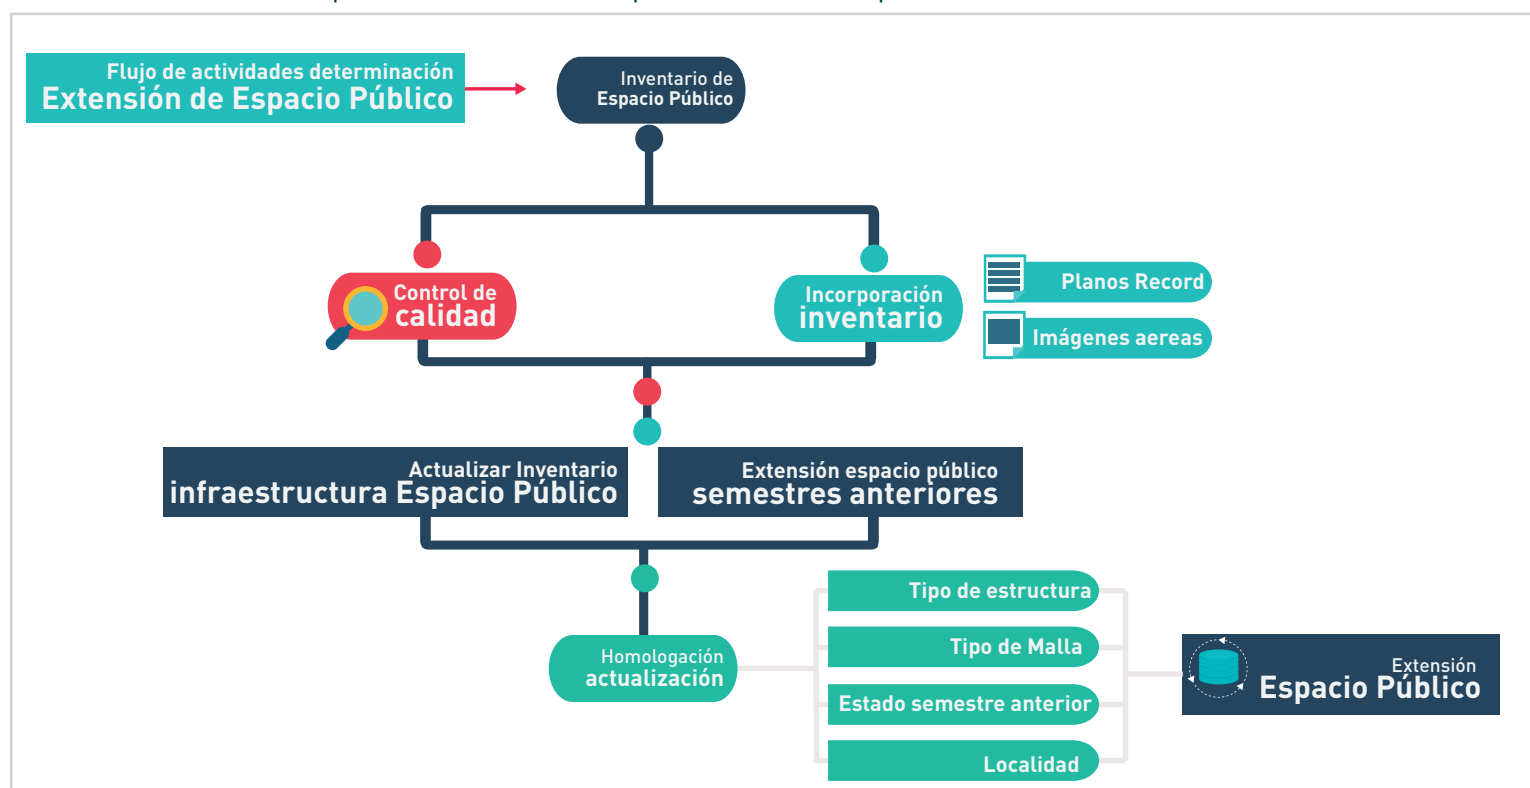 Flujo de actividades determinación
Extensión de Espacio Público
Inventario de
Espacio Público
Control de
calidad
Incorporación
inventario
Planos Record
Imágenes aereas
Actualizar Inventario
infraestructura Espacio Público
Extensión espacio público
semestres anteriores
Homologación
actualización
Tipo de estructura
Tipo de Malla
Estado semestre anterior
Localidad
Extensión
Espacio Público